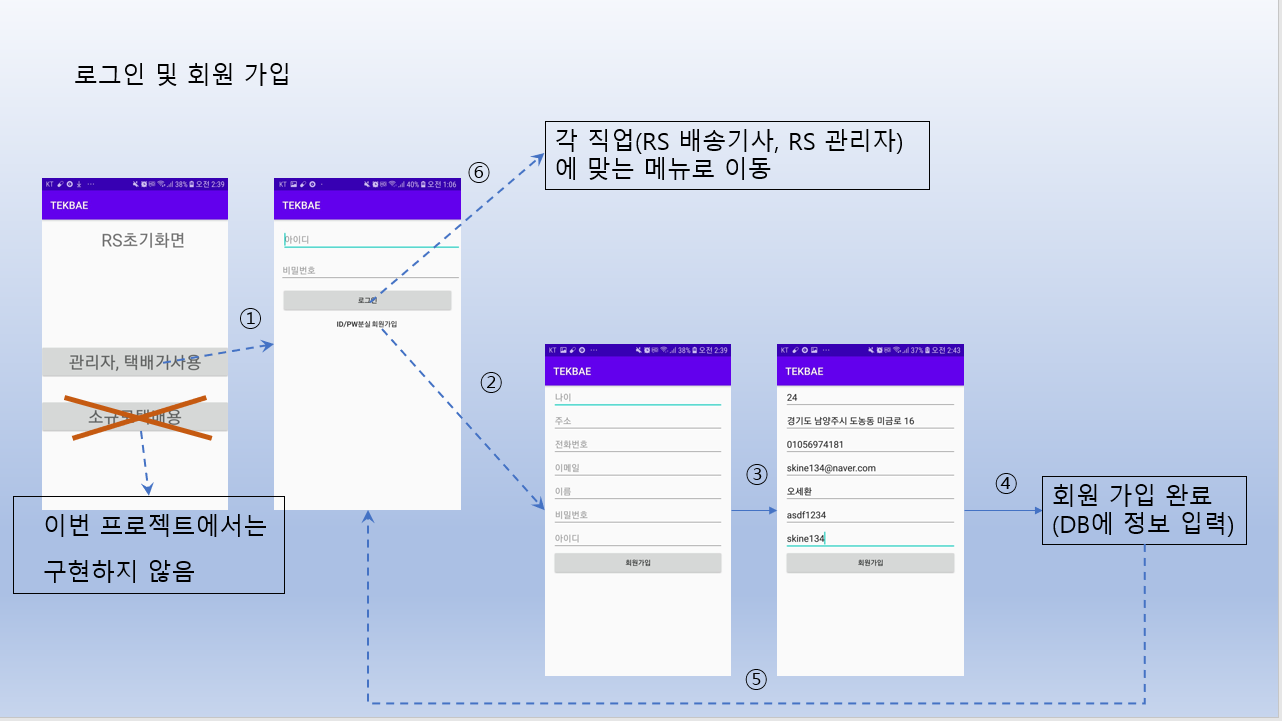 로그인 및 회원 가입
각 직업(RS 배송기사, RS 관리자)
에 맞는 메뉴로 이동
⑥
KT 38% 오전 2:39
TEKBAE
RS초기화면
관리자, 택배기사용
소규모택배용
이번 프로젝트에서는
구현하지 않음
①
KT 40% 오전 1:06
TEKBAE
아이디
비밀번호
로그인
ID/PW분실 회원가입
②
KT 38% 오전 2:39
TEKBAE
나이
주소
전화번호
이메일
이름
비밀번호
아이디
회원가입
③
KT 37% 오전 2:43
TEKBAE
24
경기도 남양주시 도농동 미금로 16
01056974181
skine134@naver.com
오세환
asdf1234
skine134
회원가입
④
회원 가입 완료
(DB에 정보 입력)
⑤